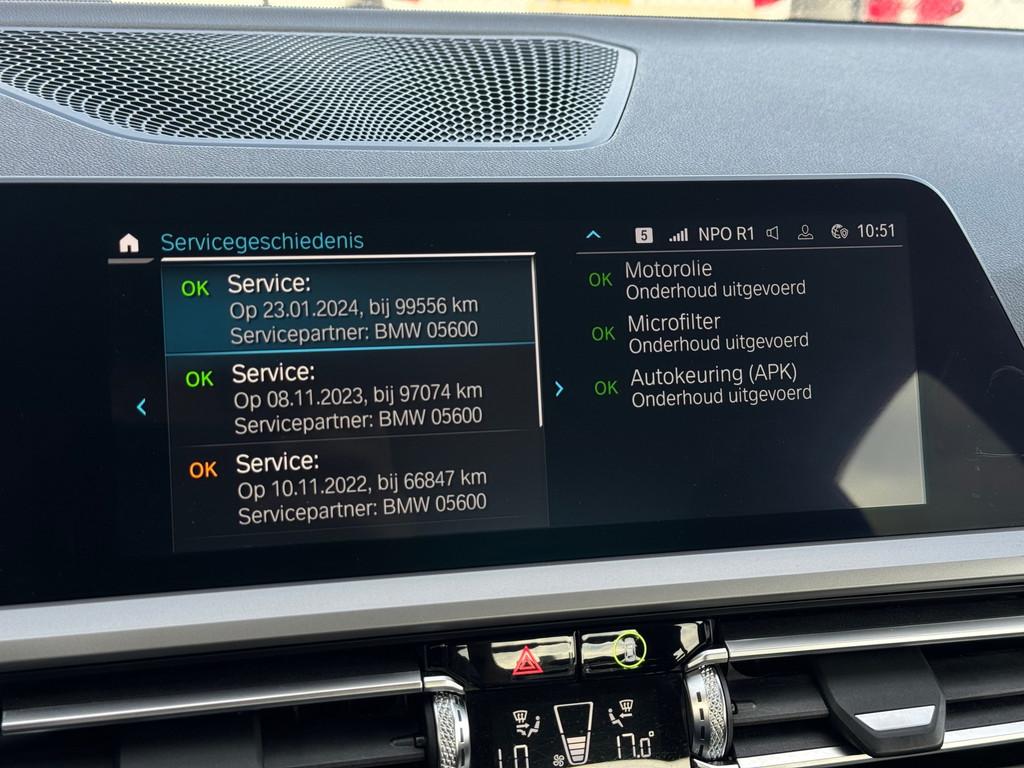 Servicegeschiedenis
5 NPO R1 10:51
OK Service:
Op 23.01.2024, bij 99556 km
Servicepartner: BMW 05600
OK Service:
Op 08.11.2023, bij 97074 km
Servicepartner: BMW 05600
OK Service:
Op 10.11.2022, bij 66847 km
Servicepartner: BMW 05600
OK Motorolie
Onderhoud uitgevoerd
OK Microfilter
Onderhoud uitgevoerd
OK Autokeuring (APK)
Onderhoud uitgevoerd
17.0°